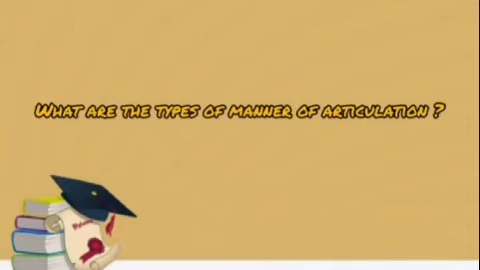 What are the types of manner of articulation ?